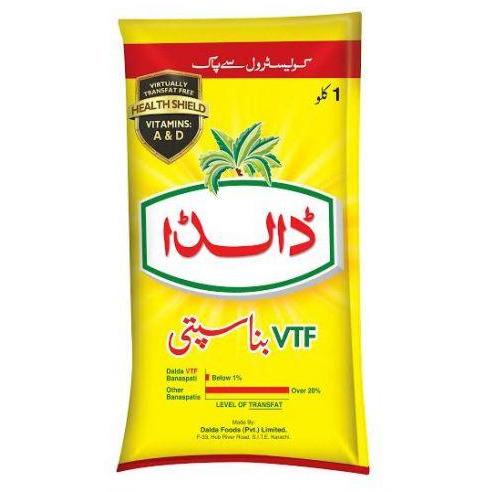 کولیسٹرول سے پاک
VIRTUALLY
TRANSFAT FREE
HEALTH SHIELD
VITAMINS:
A & D
1 کلو
ڈالڈا
VTF بناسپتی
Dalda VTF
Banaspati
Below 1%
Other
Banaspatis
Over 20%
LEVEL OF TRANSFAT
Made By:
Dalda Foods (Pvt.) Limited.
F-33, Hub River Road, S.I.T.E. Karachi.